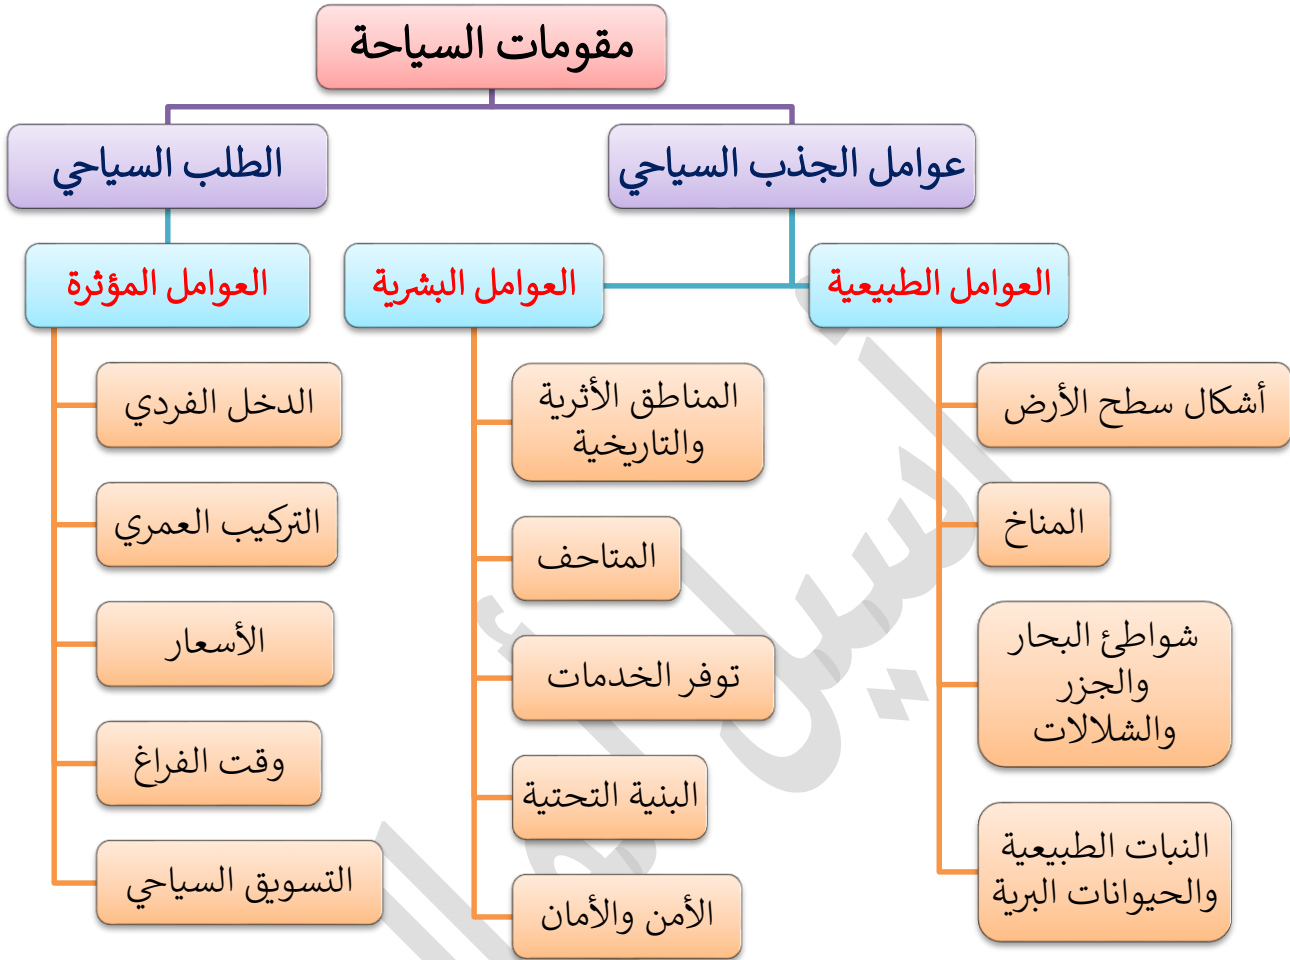 مقومات السياحة
عوامل الجذب السياحي
الطلب السياحي
العوامل الطبيعية
العوامل البشرية
العوامل المؤثرة
أشكال سطح الأرض
المناخ
شواطئ البحار
والجزر
والشلالات
النبات الطبيعية
والحيوانات البرية
المناطق الأثرية
والتاريخية
المتاحف
توفر الخدمات
البنية التحتية
الأمن والأمان
الدخل الفردي
التركيب العمري
الأسعار
وقت الفراغ
التسويق السياحي
أسيل